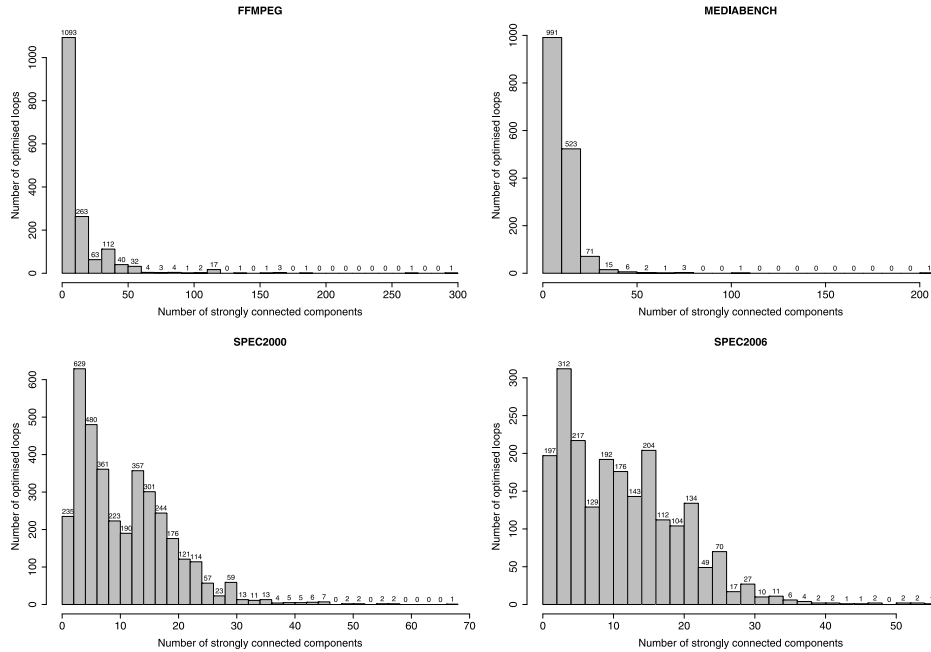 FFMPEG
Number of optimised loops
0 200 400 600 800 1000
1093 263 63 112 40 32 4 3 4 1 2 17 0 1 0 1 3 0 1 0 0 0 0 0 0 0 1 0 0 1
0 50 100 150 200 250 300
Number of strongly connected components
MEDIABENCH
Number of optimised loops
0 200 400 600 800 1000
991 523 71 15 6 2 1 3 0 0 1 0 0 0 0 0 0 0 0 0 1
0 50 100 150 200
Number of strongly connected components
SPEC2000
Number of optimised loops
0 100 200 300 400 500 600
235 629 480 361 223 190 357 301 244 176 121 114 57 23 59 13 11 13 4 5 5 6 7 0 2 2 0 2 2 0 0 0 0 1
0 10 20 30 40 50 60 70
Number of strongly connected components
SPEC2006
Number of optimised loops
0 50 100 150 200 250 300
197 312 217 129 192 176 143 204 112 104 134 49 70 17 27 10 11 6 4 2 2 1 1 2 0 2 2 1
0 10 20 30 40 50
Number of strongly connected components